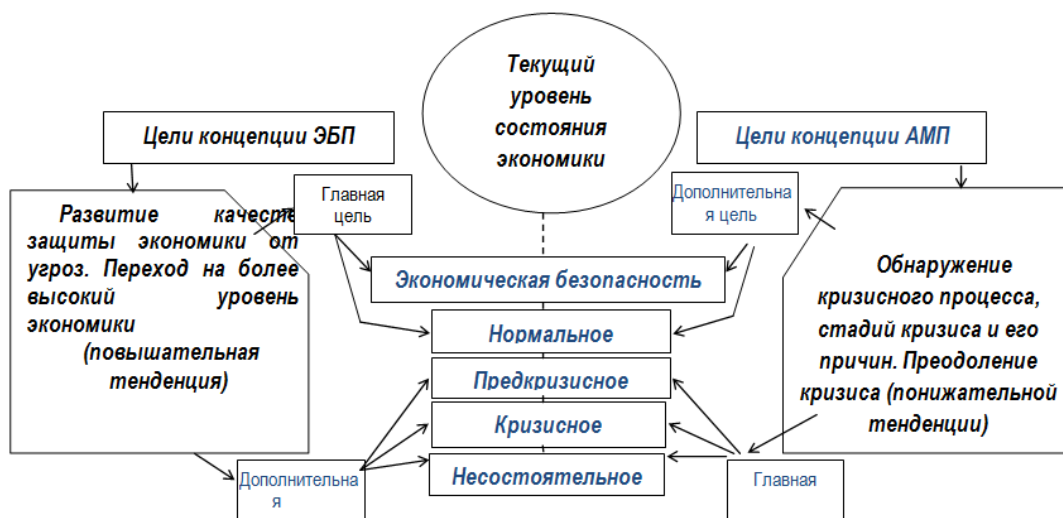 Текущий
уровень
состояния
экономики
Цели концепции ЭБП
Цели концепции АМП
Главная
цель
Дополнительна
я цель
Развитие качеств
защиты экономики от
угроз. Переход на более
высокий уровень
экономики
(повышательная
тенденция)
Экономическая безопасность
Нормальное
Предкризисное
Кризисное
Несостоятельное
Обнаружение
кризисного процесса,
стадий кризиса и его
причин. Преодоление
кризиса (понижательной
тенденции)
Дополнительна
я
Главная